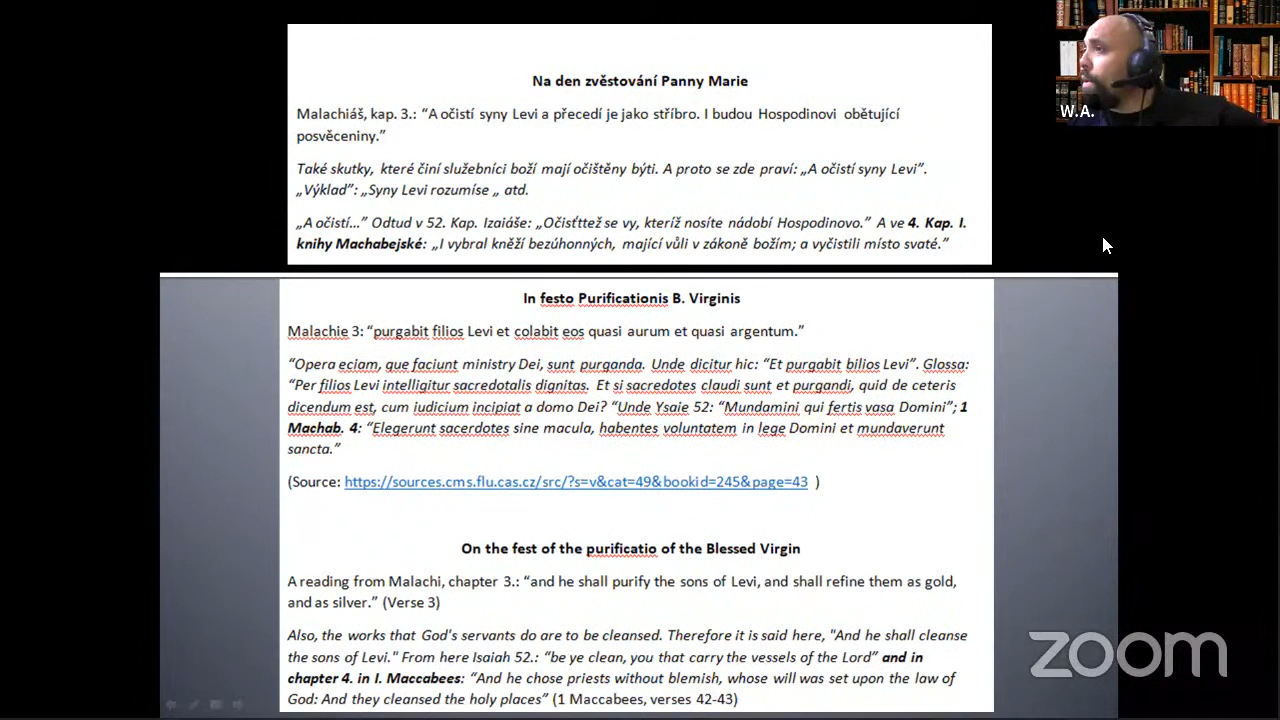 Na den zvěstování Panny Marie
Malachiáš, kap. 3.: “A očistí syny Levi a přecedí je jako stříbro. I budou Hospodinovi obětující
posvěceniny.”
Také skutky, které činí služebníci boží mají očištěny býti. A proto se zde praví: „A očistí syny Levi”.
„Výklad”: „Syny Levi rozumíse „ atd.
„A očistí…” Odtud v 52. Kap. Izaiáše: „Očisťttež se vy, kteríž nosíte nádobí Hospodinovo.” A ve 4. Kap. I.
knihy Machabejské: „I vybral kněží bezúhonných, mající vůli v zákoně božím; a vyčistili místo svaté.”
In festo Purificationis B. Virginis
Malachie 3: “purgabit filios Levi et colabit eos quasi aurum et quasi argentum.”
“Opera eciam, que faciunt ministry Dei, sunt purganda. Unde dicitur hic: “Et purgabit bilios Levi”. Glossa:
“Per filios Levi intelligitur sacredotalis dignitas. Et si sacredotes claudi sunt et purgandi, quid de ceteris
dicendum est, cum iudicium incipiat a domo Dei? “Unde Ysaie 52: “Mundamini qui fertis vasa Domini”; 1
Machab. 4: “Elegerunt sacerdotes sine macula, habentes voluntatem in lege Domini et mundaverunt
sancta.”
(Source: https://sources.cms.flu.cas.cz/src/?s=v&cat=49&bookid=245&page=43 )
On the fest of the purificatio of the Blessed Virgin
A reading from Malachi, chapter 3.: “and he shall purify the sons of Levi, and shall refine them as gold,
and as silver.” (Verse 3)
Also, the works that God's servants do are to be cleansed. Therefore it is said here, "And he shall cleanse
the sons of Levi." From here Isaiah 52.: “be ye clean, you that carry the vessels of the Lord” and in
chapter 4. in I. Maccabees: “And he chose priests without blemish, whose will was set upon the law of
God: And they cleansed the holy places” (1 Maccabees, verses 42-43)
W.A.
zoom